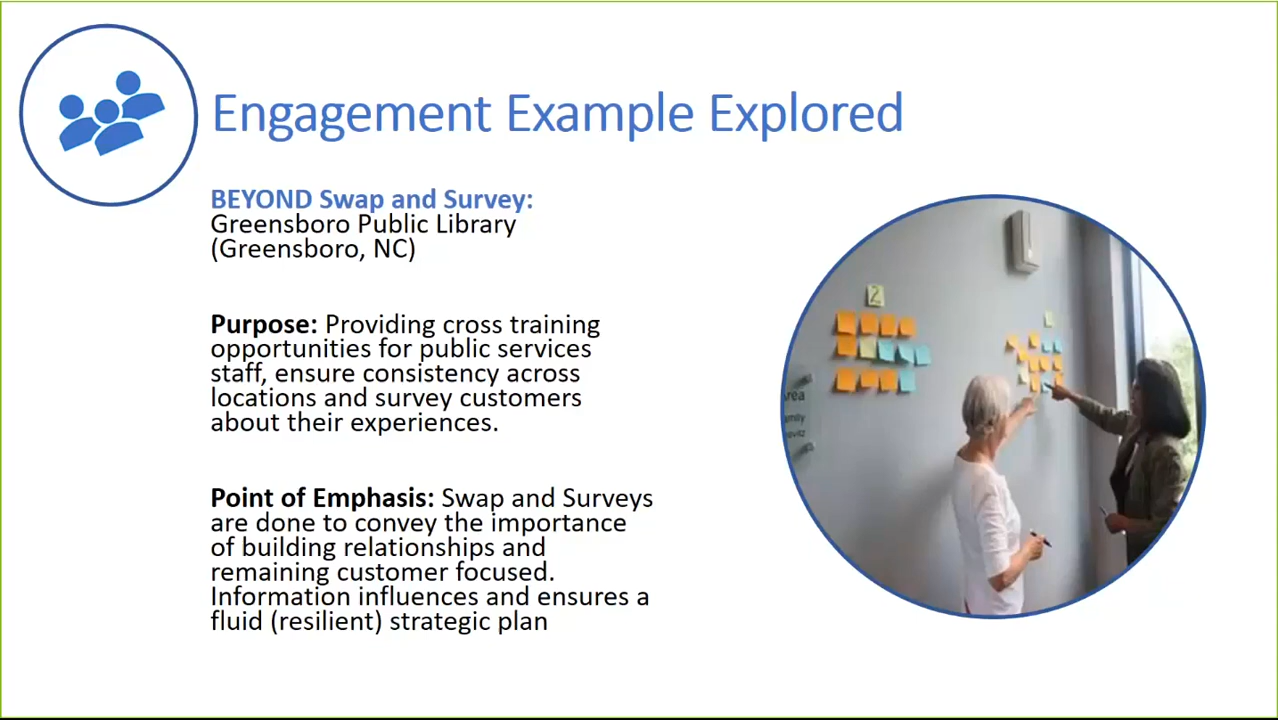 Engagement Example Explored
BEYOND Swap and Survey:
Greensboro Public Library
(Greensboro, NC)
Purpose: Providing cross training
opportunities for public services
staff, ensure consistency across
locations and survey customers
about their experiences.
Point of Emphasis: Swap and Surveys
are done to convey the importance
of building relationships and
remaining customer focused.
Information influences and ensures a
fluid (resilient) strategic plan
2